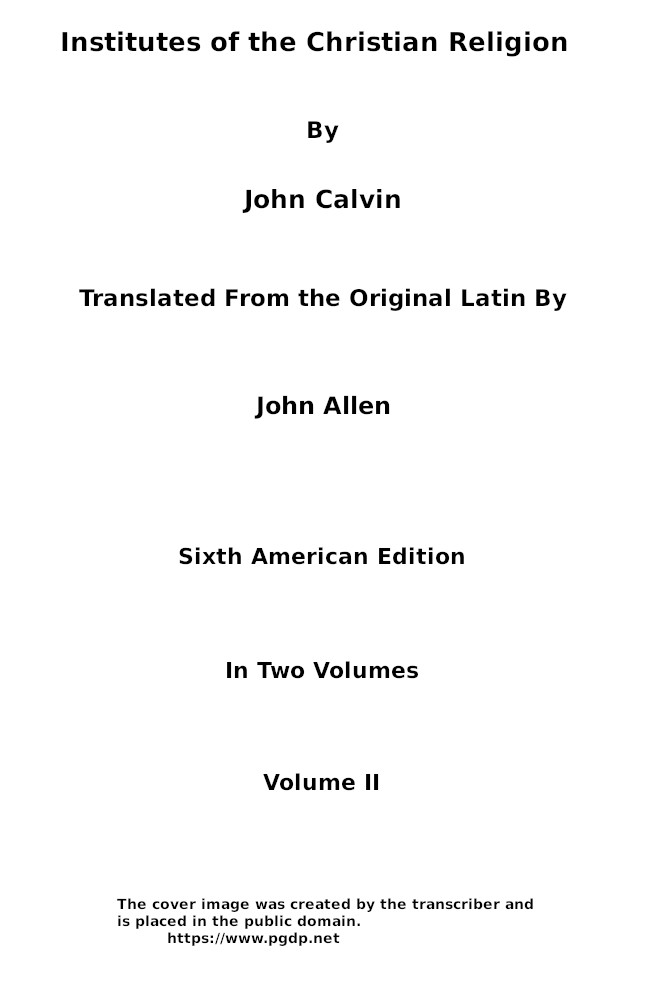 Institutes of the Christian Religion
By
John Calvin
Translated From the Original Latin By
John Allen
Sixth American Edition
In Two Volumes
Volume II
The cover image was created by the transcriber and
is placed in the public domain.
https://www.pgdp.net